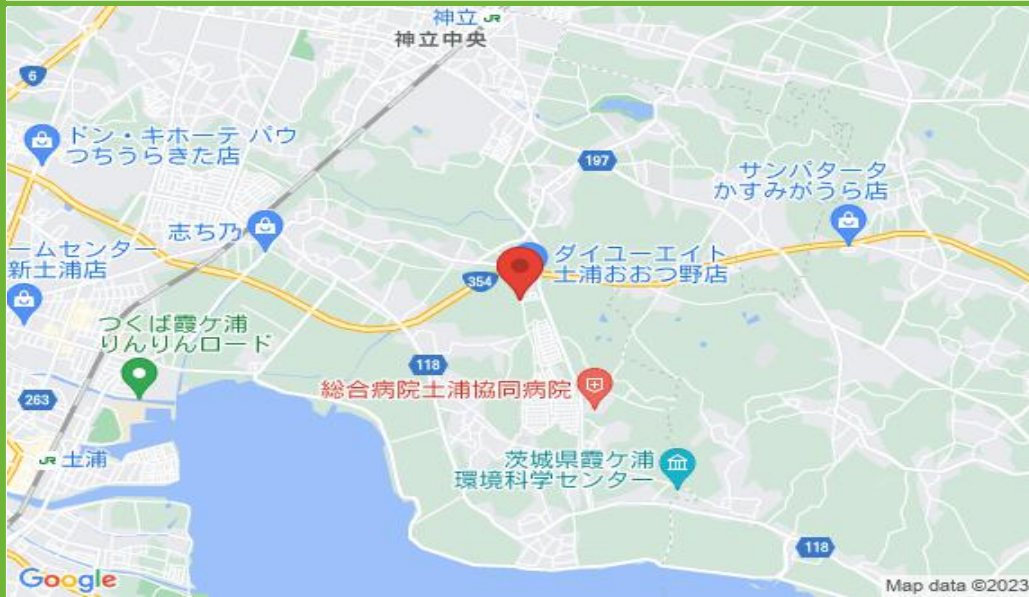 神立
神立中央
6
ドン・キホーテ パウ
つちうらきた店
197
サンパタータ
かすみがうら店
志ち乃
ームセンター
新土浦店
354
ダイユーエイト
土浦おおつ野店
つくば霞ケ浦
りんりんロード
118
総合病院土浦協同病院
263
JR 土浦
茨城県霞ケ浦
環境科学センター
118
Google
Map data ©2023